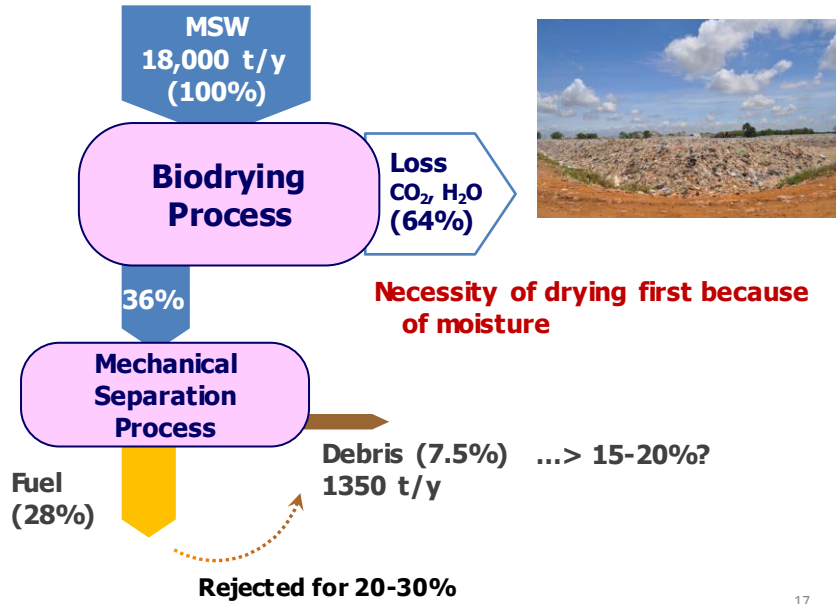 MSW
18,000 t/y
(100%)
Biodrying
Process
Loss
CO₂, H₂O
(64%)
36%
Necessity of drying first because
of moisture
Mechanical
Separation
Process
Debris (7.5%) ...> 15-20%?
1350 t/y
Fuel
(28%)
Rejected for 20-30%
17